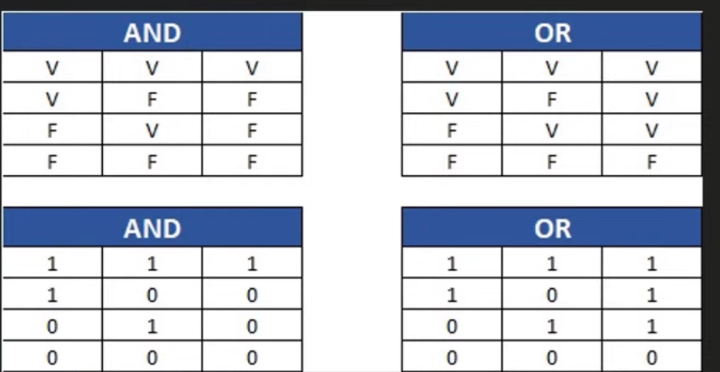 AND OR
V V V V V V
V F F V F V
F V F F V V
F F F F F F
AND OR
1 1 1 1 1 1
1 0 0 1 0 1
0 1 0 0 1 1
0 0 0 0 0 0